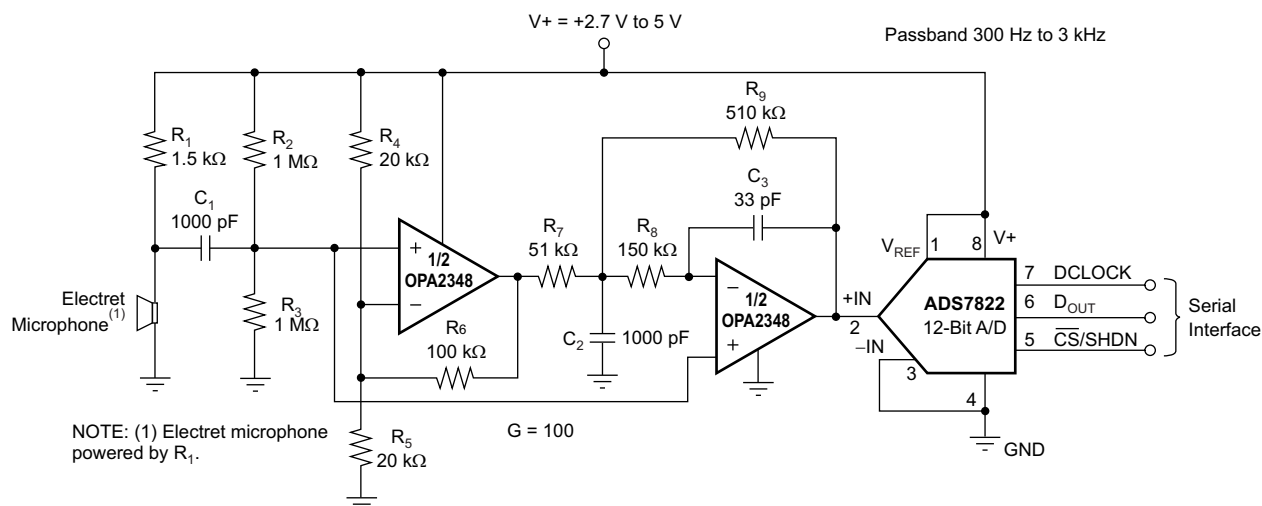 V+ = +2.7 V to 5 V
Passband 300 Hz to 3 kHz
R9
510 kΩ
R1
1.5 kΩ
R2
1 MΩ
R4
20 kΩ
C1
1000 pF
C3
33 pF
R7
51 kΩ
R8
150 kΩ
+
1/2
OPA2348
−
VREF
1
8
V+
7
DCLOCK
Electret
Microphone(1)
R3
1 MΩ
R6
100 kΩ
C2
1000 pF
−
1/2
OPA2348
+
+IN
2
−IN
3
ADS7822
12-Bit A/D
6
DOUT
5
C̅S̅/SHDN
Serial
Interface
4
GND
NOTE: (1) Electret microphone
powered by R1.
R5
20 kΩ
G = 100